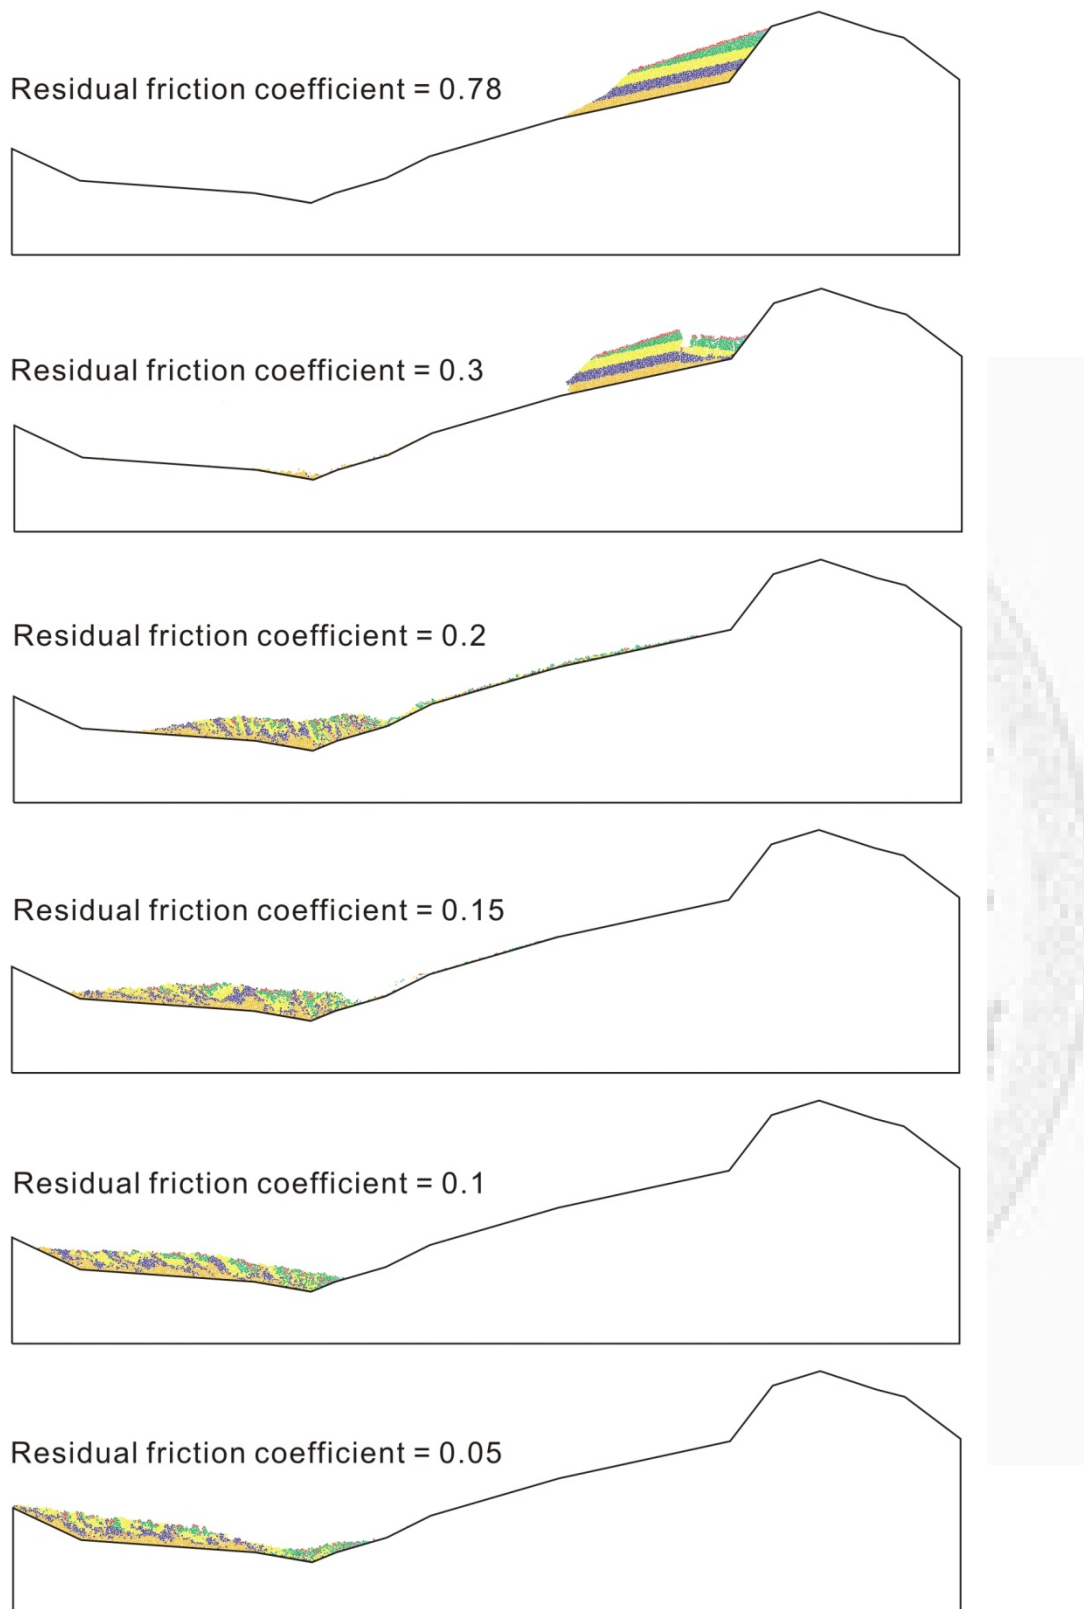 Residual friction coefficient = 0.78
Residual friction coefficient = 0.3
Residual friction coefficient = 0.2
Residual friction coefficient = 0.15
Residual friction coefficient = 0.1
Residual friction coefficient = 0.05